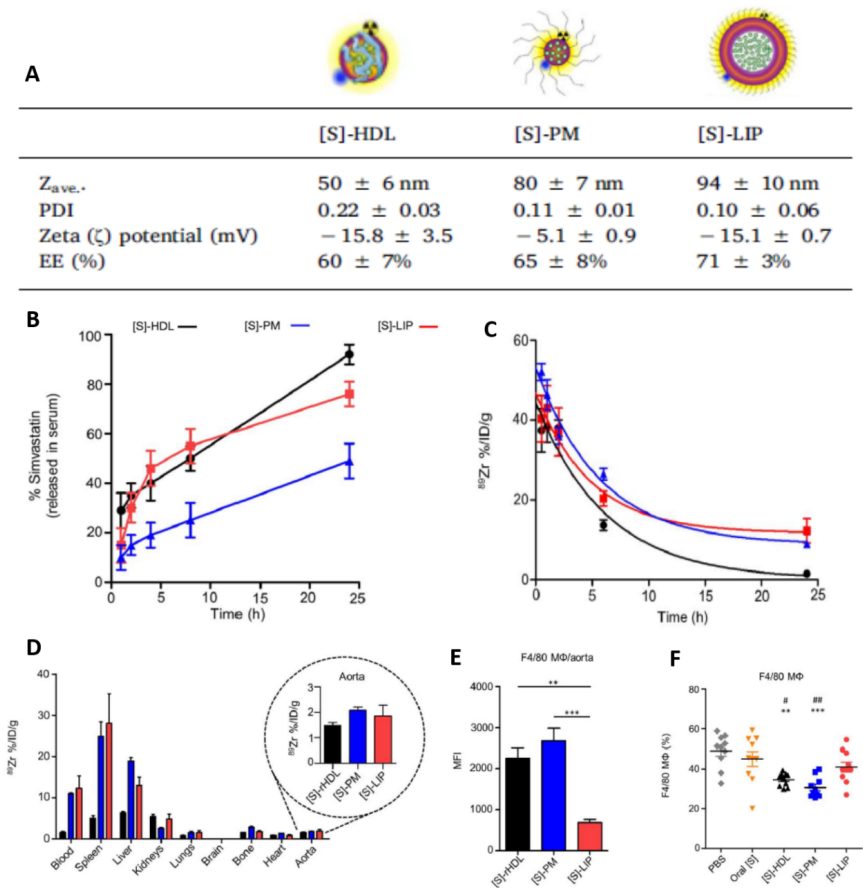 A
[S]-HDL [S]-PM [S]-LIP
Zave.. 50 ± 6 nm 80 ± 7 nm 94 ± 10 nm
PDI 0.22 ± 0.03 0.11 ± 0.01 0.10 ± 0.06
Zeta (ζ) potential (mV) −15.8 ± 3.5 −5.1 ± 0.9 −15.1 ± 0.7
EE (%) 60 ± 7% 65 ± 8% 71 ± 3%
B
[S]-HDL [S]-PM [S]-LIP
% Simvastatin
(released in serum)
100
80
60
40
20
0
0 5 10 15 20 25
Time (h)
C
⁸⁹Zr %/ID/g
60
40
20
0
0 5 10 15 20 25
Time (h)
D
⁸⁹Zr %/ID/g
40
30
20
10
0
Blood Spleen Liver Kidneys Lungs Brain Bone Heart Aorta
Aorta
⁸⁹Zr %/ID/g
3
2
1
0
[S]-rHDL [S]-PM [S]-LIP
E
F4/80 MΦ/aorta
**
***
MFI
4000
3000
2000
1000
0
[S]-rHDL [S]-PM [S]-LIP
F
F4/80 MΦ
# ##
** ***
F4/80 MΦ (%)
80
60
40
20
0
PBS Oral [S] [S]-HDL [S]-PM [S]-LIP